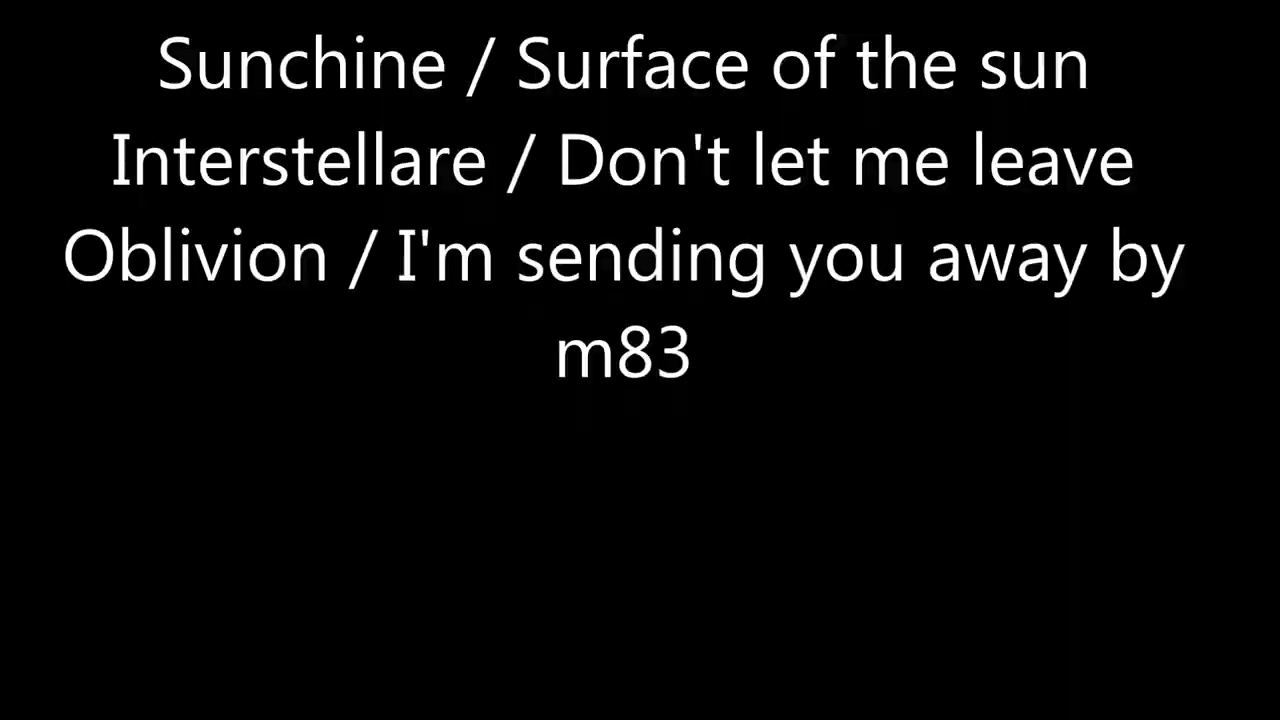 Sunchine / Surface of the sun
Interstellare / Don't let me leave
Oblivion / I'm sending you away by
m83